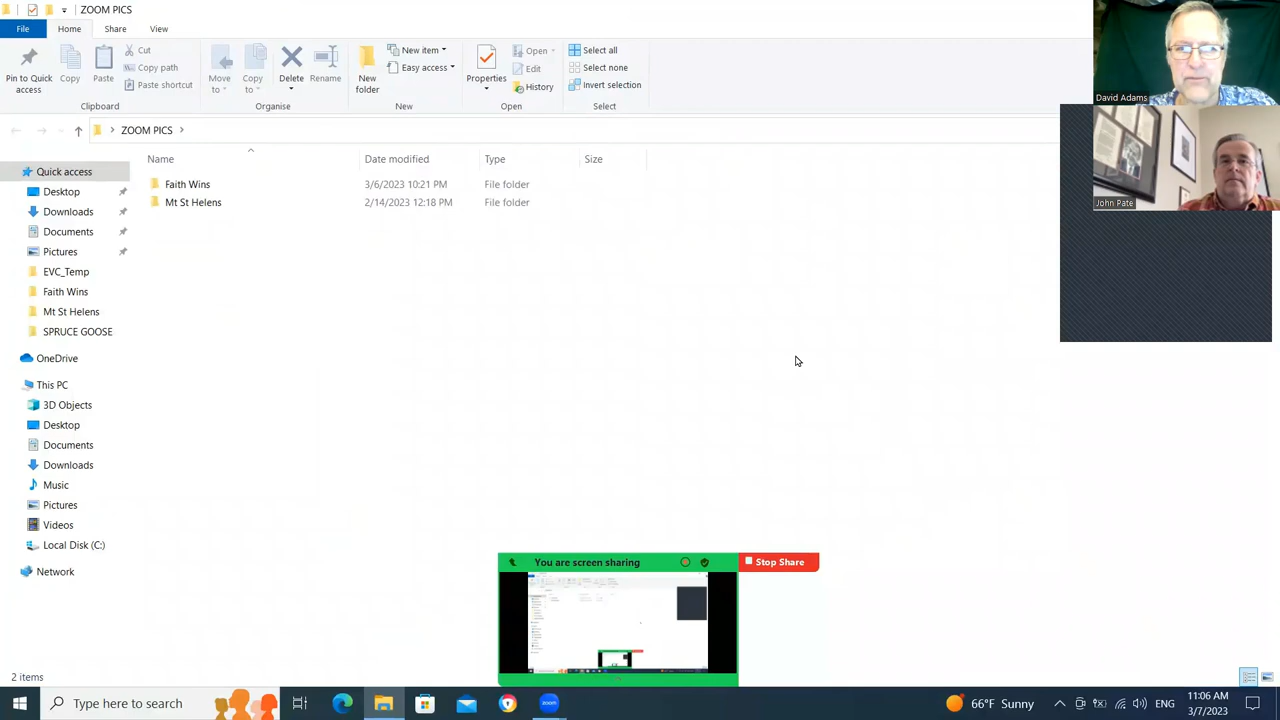 ZOOM PICS
File
Home
Share
View
Pin to Quick access
Copy
Paste
Cut
Copy path
Paste shortcut
Clipboard
Move to
Copy to
Delete
Rename
Organise
New folder
New item
Easy access
New
Properties
Open
Edit
History
Open
Select all
Select none
Invert selection
Select
ZOOM PICS
Name
Date modified
Type
Size
Faith Wins 3/6/2023 10:21 PM File folder
Mt St Helens 2/14/2023 12:18 PM File folder
Quick access
Desktop
Downloads
Documents
Pictures
EVC_Temp
Faith Wins
Mt St Helens
SPRUCE GOOSE
OneDrive
This PC
3D Objects
Desktop
Documents
Downloads
Music
Pictures
Videos
Local Disk (C:)
2 items
David Adams
John Pate
You are screen sharing
Stop Share
Type here to search
zoom
66°F Sunny
ENG
11:06 AM
3/7/2023